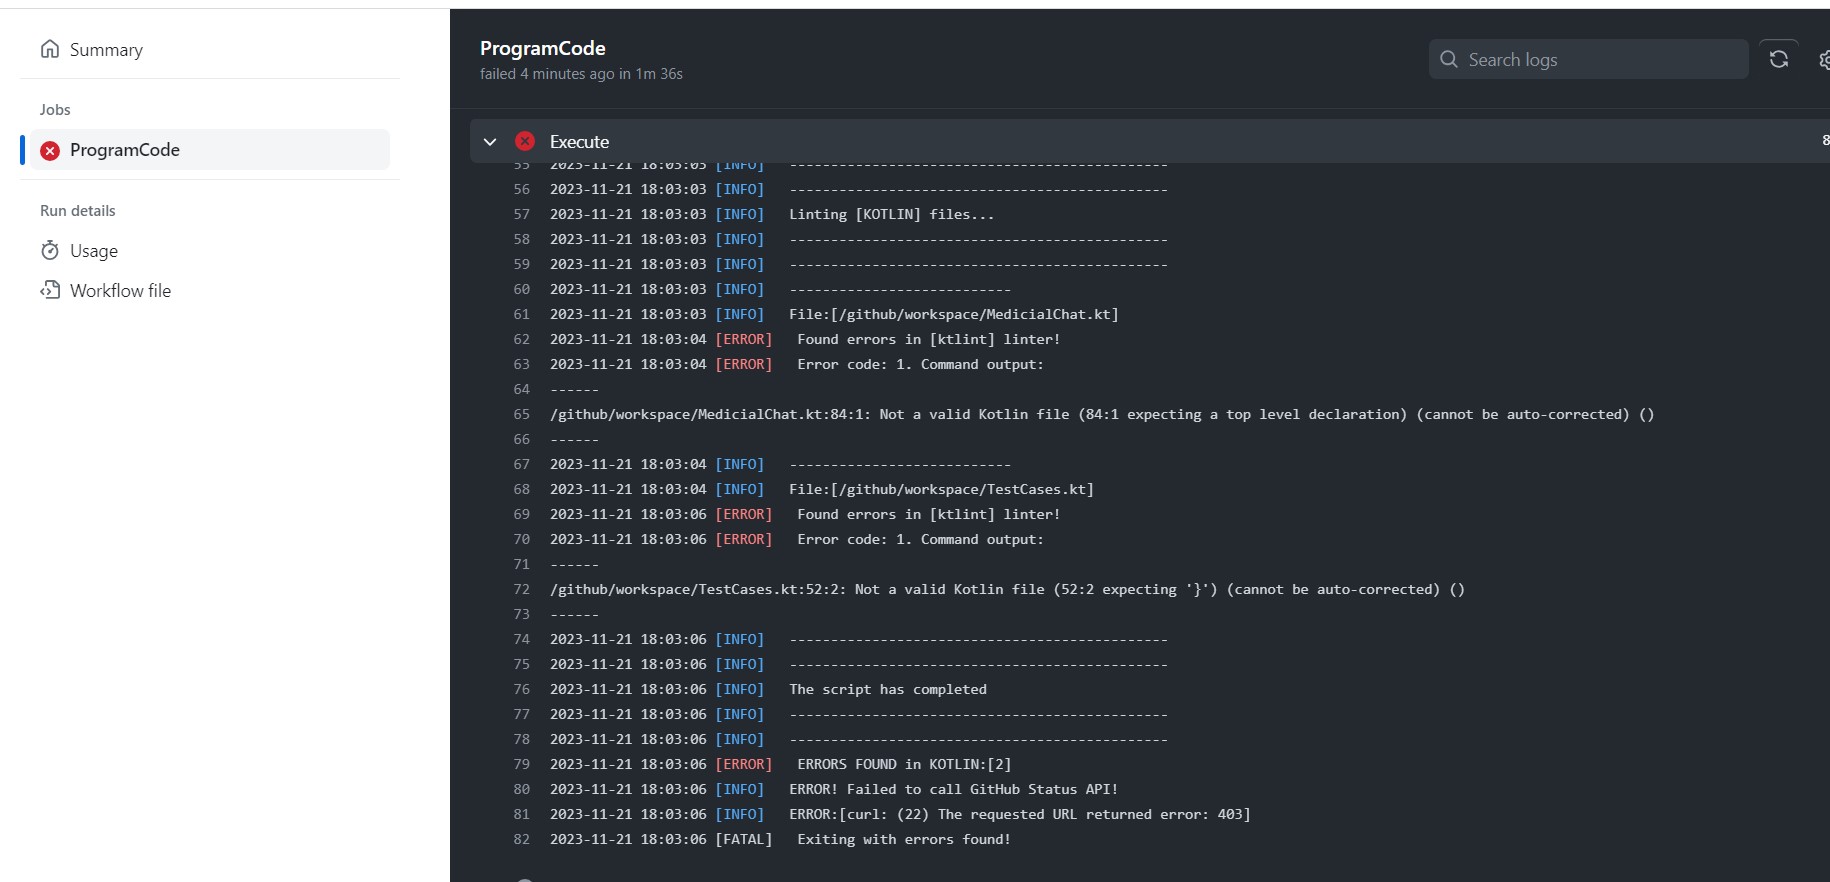 Summary
Jobs
ProgramCode
Run details
Usage
Workflow file
ProgramCode
failed 4 minutes ago in 1m 36s
Search logs
Execute
8
55 2023-11-21 18:03:03 [INFO] ----------------------------------------------
56 2023-11-21 18:03:03 [INFO] ----------------------------------------------
57 2023-11-21 18:03:03 [INFO] Linting [KOTLIN] files...
58 2023-11-21 18:03:03 [INFO] ----------------------------------------------
59 2023-11-21 18:03:03 [INFO] ----------------------------------------------
60 2023-11-21 18:03:03 [INFO] ---------------------------
61 2023-11-21 18:03:03 [INFO] File:[/github/workspace/MedicialChat.kt]
62 2023-11-21 18:03:04 [ERROR] Found errors in [ktlint] linter!
63 2023-11-21 18:03:04 [ERROR] Error code: 1. Command output:
64 ------
65 /github/workspace/MedicialChat.kt:84:1: Not a valid Kotlin file (84:1 expecting a top level declaration) (cannot be auto-corrected) ()
66 ------
67 2023-11-21 18:03:04 [INFO] ---------------------------
68 2023-11-21 18:03:04 [INFO] File:[/github/workspace/TestCases.kt]
69 2023-11-21 18:03:06 [ERROR] Found errors in [ktlint] linter!
70 2023-11-21 18:03:06 [ERROR] Error code: 1. Command output:
71 ------
72 /github/workspace/TestCases.kt:52:2: Not a valid Kotlin file (52:2 expecting '}') (cannot be auto-corrected) ()
73 ------
74 2023-11-21 18:03:06 [INFO] ----------------------------------------------
75 2023-11-21 18:03:06 [INFO] ----------------------------------------------
76 2023-11-21 18:03:06 [INFO] The script has completed
77 2023-11-21 18:03:06 [INFO] ----------------------------------------------
78 2023-11-21 18:03:06 [INFO] ----------------------------------------------
79 2023-11-21 18:03:06 [ERROR] ERRORS FOUND in KOTLIN:[2]
80 2023-11-21 18:03:06 [INFO] ERROR! Failed to call GitHub Status API!
81 2023-11-21 18:03:06 [INFO] ERROR:[curl: (22) The requested URL returned error: 403]
82 2023-11-21 18:03:06 [FATAL] Exiting with errors found!